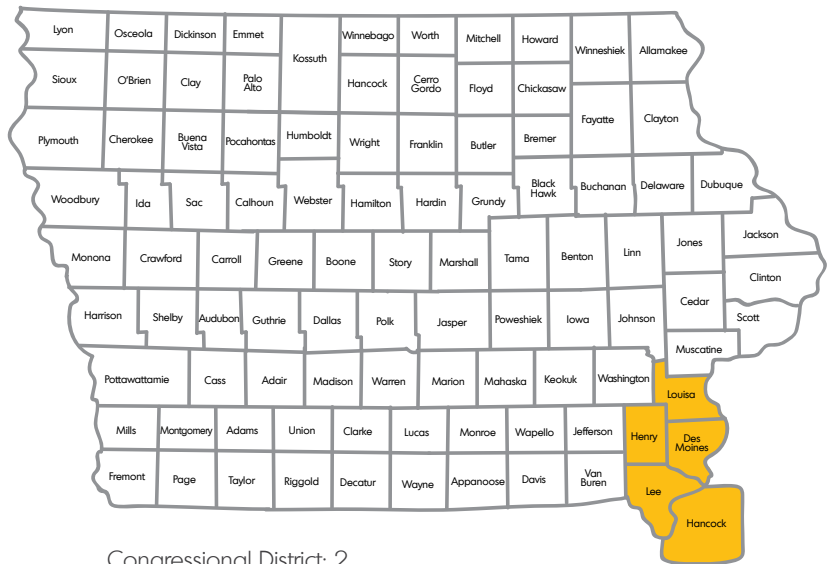 Lyon
Osceola
Dickinson
Emmet
Kossuth
Winnebago
Worth
Mitchell
Howard
Winneshiek
Allamakee
Sioux
O'Brien
Clay
Palo
Alto
Hancock
Cerro
Gordo
Floyd
Chickasaw
Fayatte
Clayton
Plymouth
Cherokee
Buena
Vista
Pocahontas
Humboldt
Wright
Franklin
Butler
Bremer
Woodbury
Ida
Sac
Calhoun
Webster
Hamilton
Hardin
Grundy
Black
Hawk
Buchanan
Delaware
Dubuque
Monona
Crawford
Carroll
Greene
Boone
Story
Marshall
Tama
Benton
Linn
Jones
Jackson
Clinton
Harrison
Shelby
Audubon
Guthrie
Dallas
Polk
Jasper
Poweshiek
Iowa
Johnson
Cedar
Scott
Muscatine
Pottawattamie
Cass
Adair
Madison
Warren
Marion
Mahaska
Keokuk
Washington
Louisa
Mills
Montgomery
Adams
Union
Clarke
Lucas
Monroe
Wapello
Jefferson
Henry
Des
Moines
Fremont
Page
Taylor
Riggold
Decatur
Wayne
Appanoose
Davis
Van
Buren
Lee
Hancock
Congressional District: 2